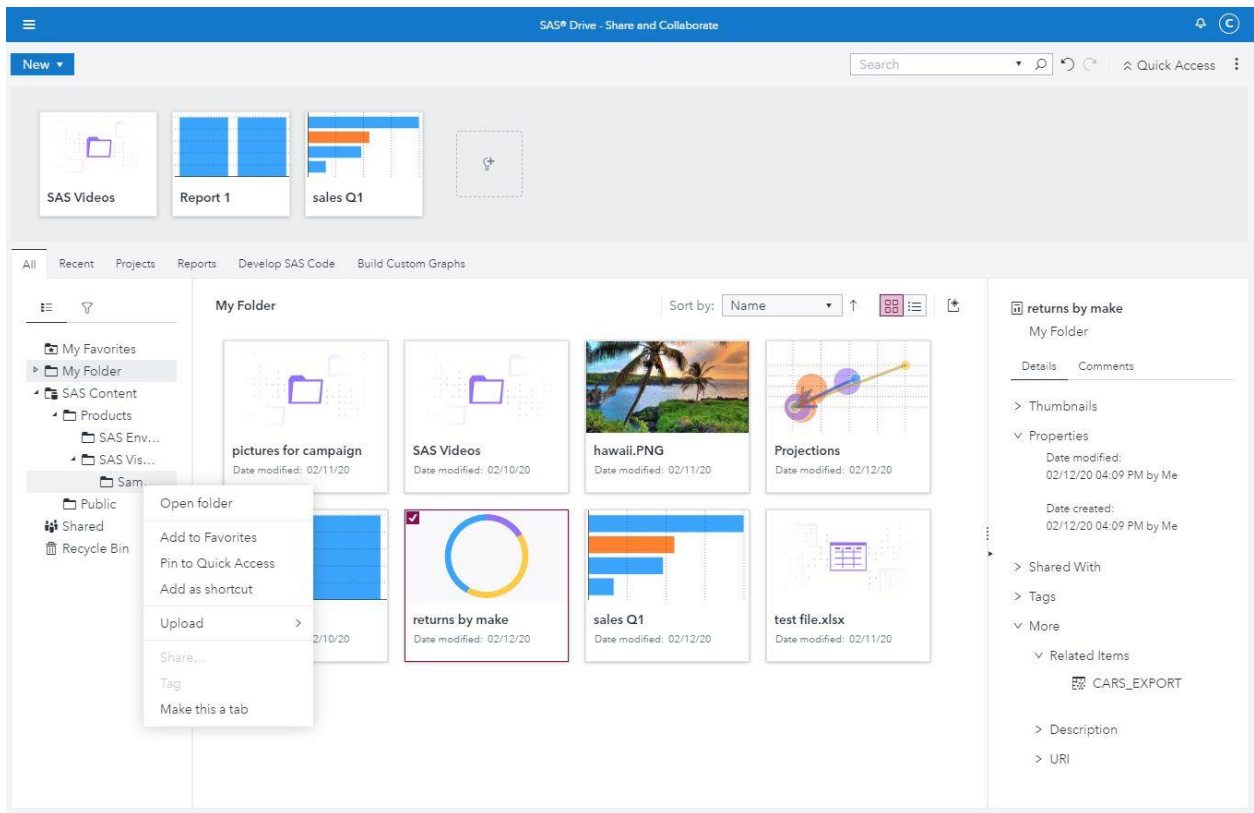 SAS® Drive - Share and Collaborate
C
New
Search
Quick Access
SAS Videos
Report 1
sales Q1
All
Recent
Projects
Reports
Develop SAS Code
Build Custom Graphs
My Favorites
My Folder
SAS Content
Products
SAS Env...
SAS Vis...
Sam...
Public
Shared
Recycle Bin
Open folder
Add to Favorites
Pin to Quick Access
Add as shortcut
Upload
Share...
Tag
Make this a tab
My Folder
Sort by: Name
pictures for campaign
Date modified: 02/11/20
SAS Videos
Date modified: 02/10/20
hawaii.PNG
Date modified: 02/11/20
Projections
Date modified: 02/12/20
2/10/20
returns by make
Date modified: 02/12/20
sales Q1
Date modified: 02/12/20
test file.xlsx
Date modified: 02/11/20
returns by make
My Folder
Details
Comments
Thumbnails
Properties
Date modified:
02/12/20 04:09 PM by Me
Date created:
02/12/20 04:09 PM by Me
Shared With
Tags
More
Related Items
CARS_EXPORT
Description
URI